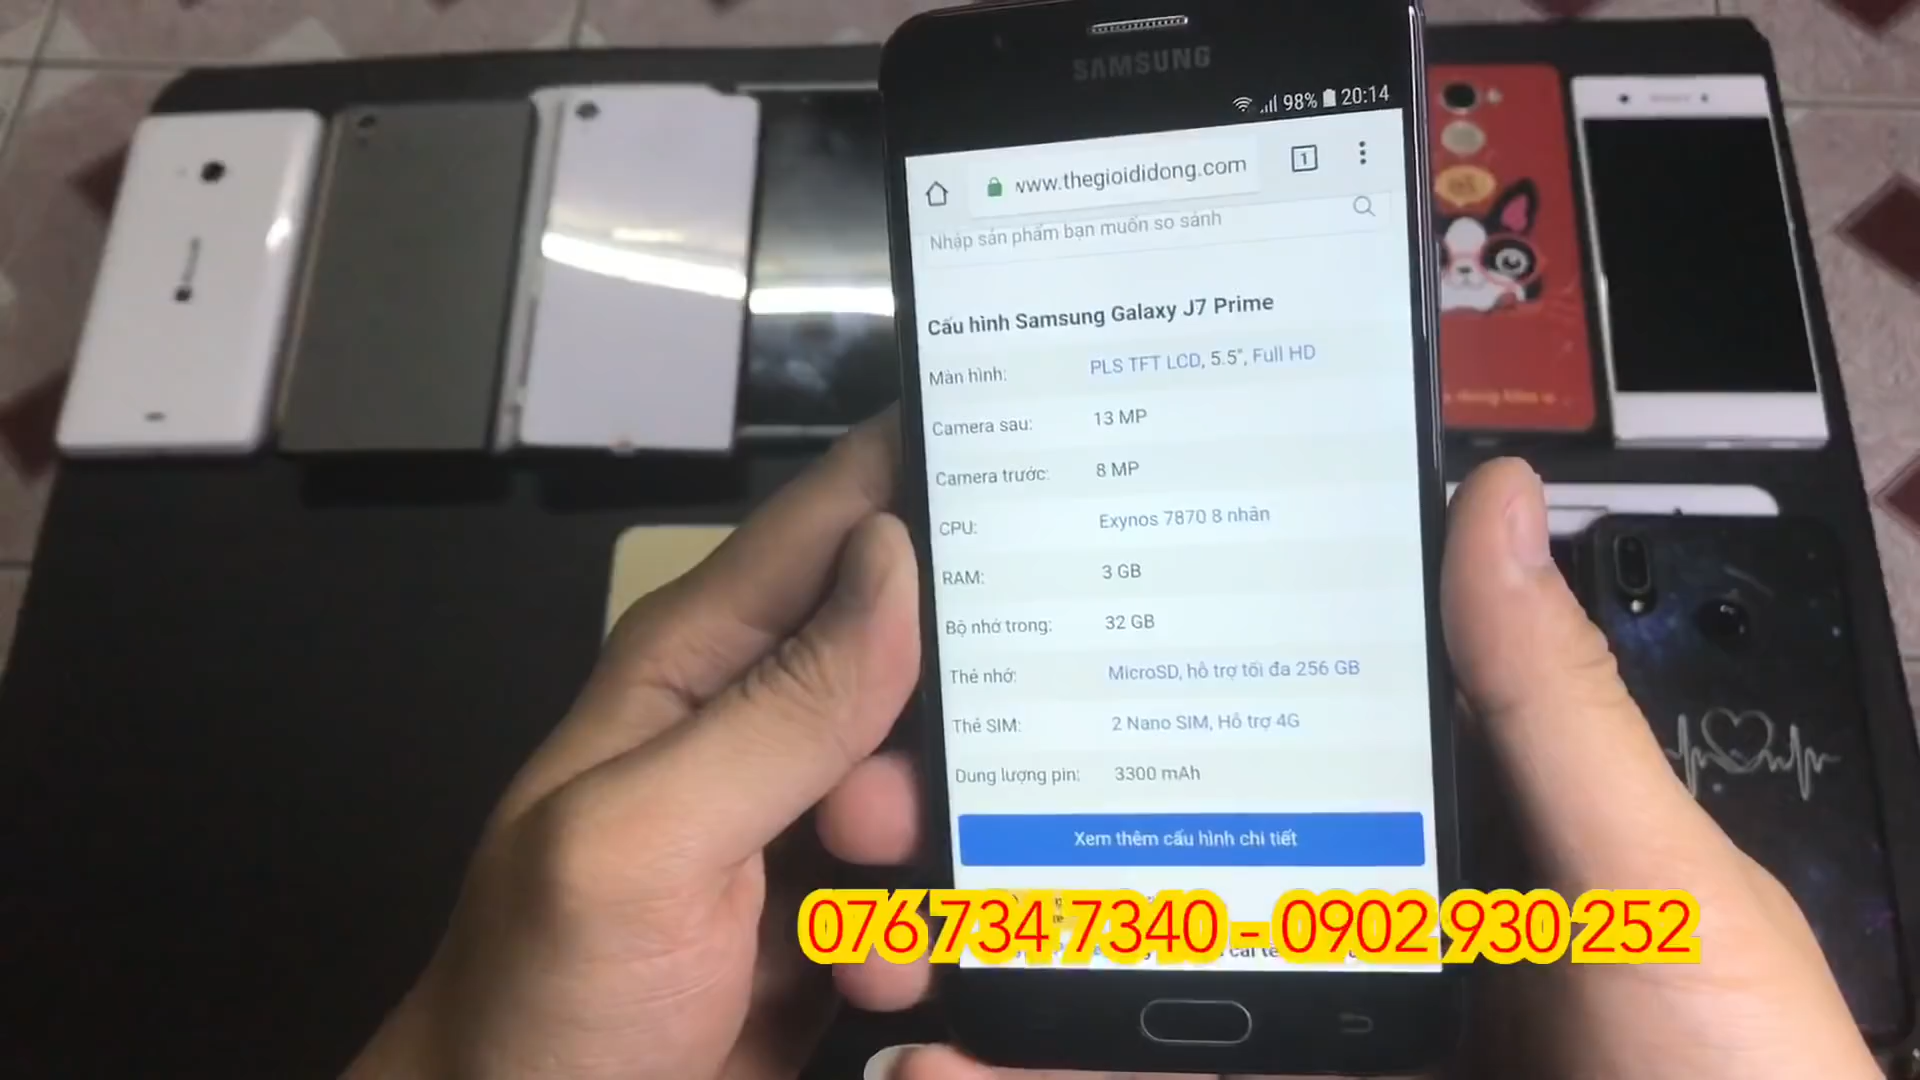 SAMSUNG
98% 20:14
www.thegioididong.com
1
Nhập sản phẩm bạn muốn so sánh
Cấu hình Samsung Galaxy J7 Prime
Màn hình: PLS TFT LCD, 5.5", Full HD
Camera sau: 13 MP
Camera trước: 8 MP
CPU: Exynos 7870 8 nhân
RAM: 3 GB
Bộ nhớ trong: 32 GB
Thẻ nhớ: MicroSD, hỗ trợ tối đa 256 GB
Thẻ SIM: 2 Nano SIM, Hỗ trợ 4G
Dung lượng pin: 3300 mAh
Xem thêm cấu hình chi tiết
076 734 7340 - 0902 930 252